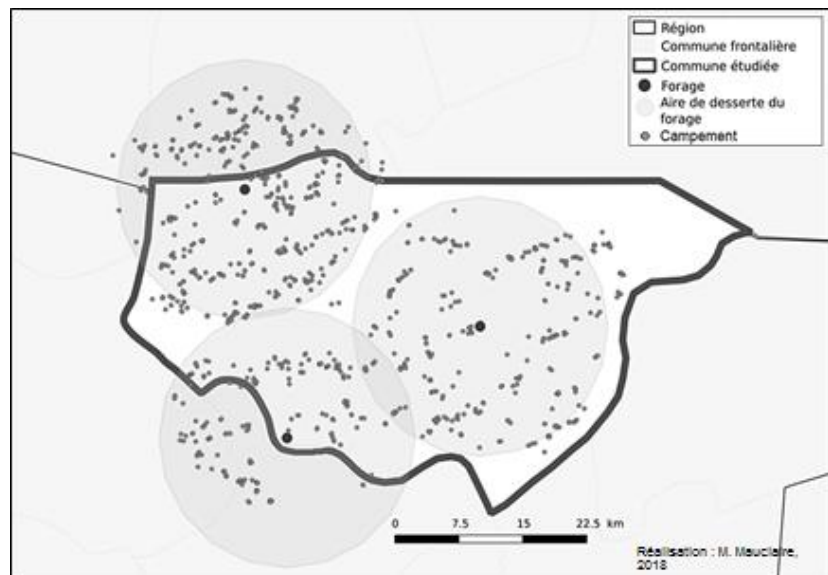 Région
Commune frontalière
Commune étudiée
Forage
Aire de desserte du
forage
Campement
0 7.5 15 22.5 km
Réalisation : M. Mauclaire,
2018